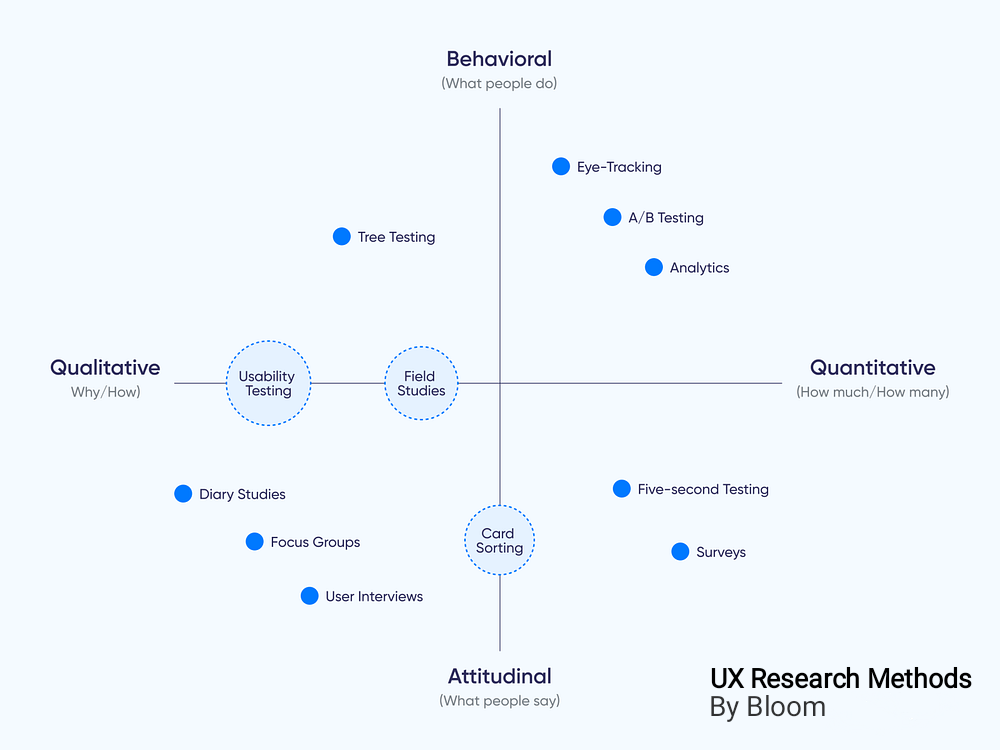 Behavioral
(What people do)
Eye-Tracking
A/B Testing
Tree Testing
Analytics
Qualitative
Why/How)
Usability
Testing
Field
Studies
Quantitative
(How much/How many)
Diary Studies
Five-second Testing
Focus Groups
Card
Sorting
Surveys
User Interviews
Attitudinal
(What people say)
UX Research Methods
By Bloom